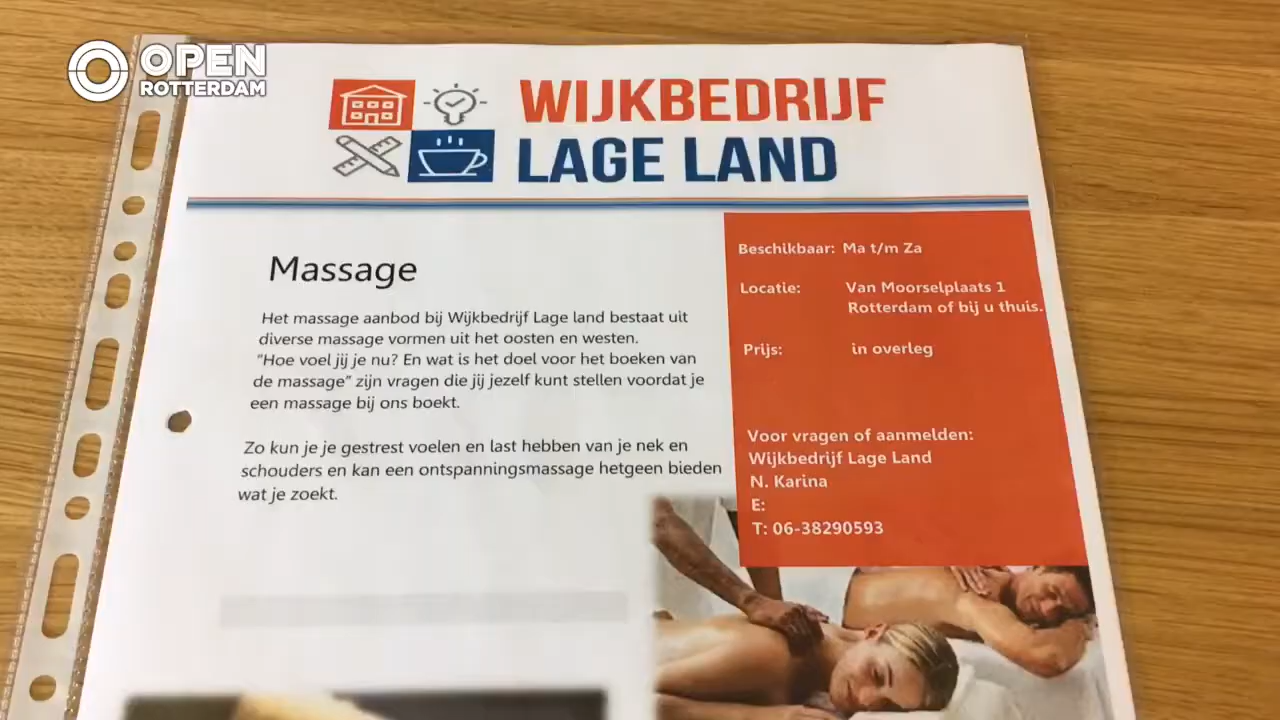 OPEN
ROTTERDAM
WIJKBEDRIJF
LAGE LAND
Massage
Het massage aanbod bij Wijkbedrijf Lage land bestaat uit
diverse massage vormen uit het oosten en westen.
"Hoe voel jij je nu? En wat is het doel voor het boeken van
de massage" zijn vragen die jij jezelf kunt stellen voordat je
een massage bij ons boekt.
Zo kun je je gestrest voelen en last hebben van je nek en
schouders en kan een ontspanningsmassage hetgeen bieden
wat je zoekt.
Beschikbaar: Ma t/m Za
Locatie: Van Moorselplaats 1
Rotterdam of bij u thuis.
Prijs: in overleg
Voor vragen of aanmelden:
Wijkbedrijf Lage Land
N. Karina
E:
T: 06-38290593